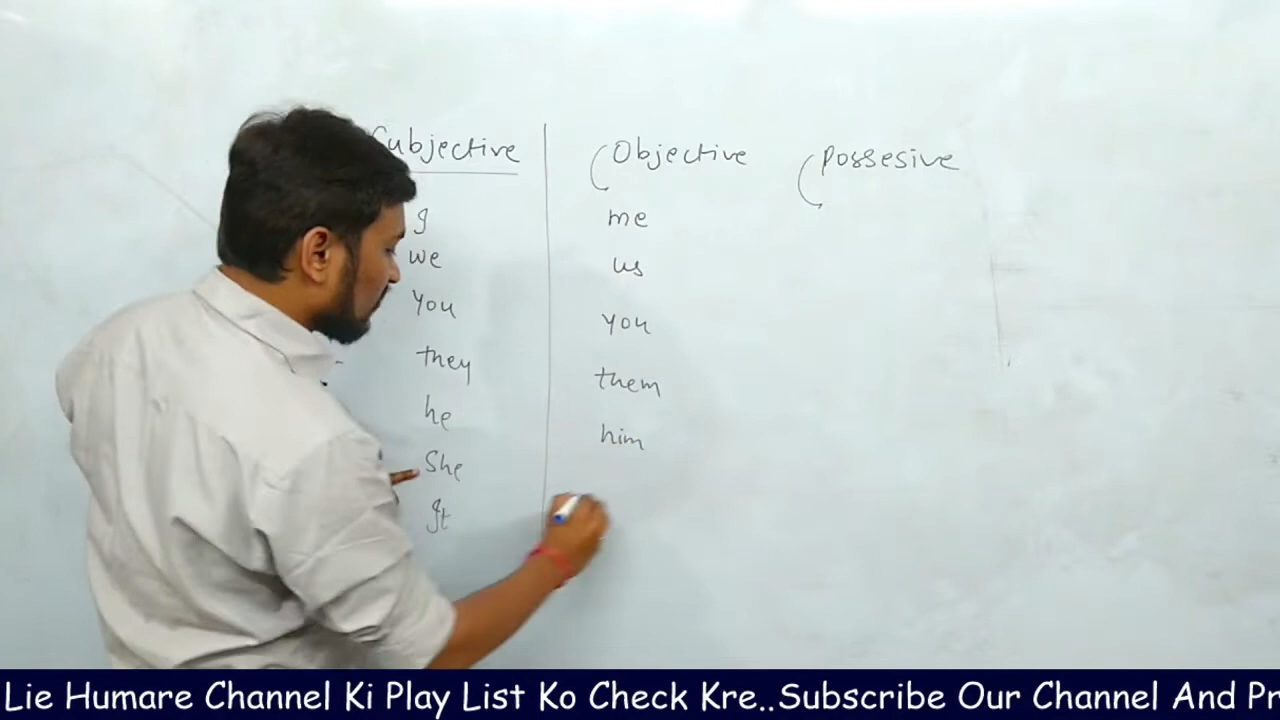 Subjective Objective Possesive
I me
we us
You you
they them
he him
She
It
Lie Humare Channel Ki Play List Ko Check Kre..Subscribe Our Channel And Pr